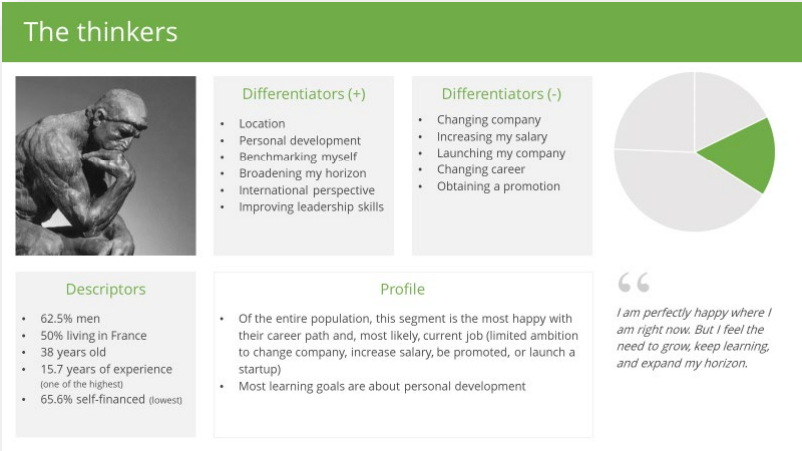 The thinkers
Differentiators (+)
• Location
• Personal development
• Benchmarking myself
• Broadening my horizon
• International perspective
• Improving leadership skills
Differentiators (-)
• Changing company
• Increasing my salary
• Launching my company
• Changing career
• Obtaining a promotion
Descriptors
• 62.5% men
• 50% living in France
• 38 years old
• 15.7 years of experience
(one of the highest)
• 65.6% self-financed (lowest)
Profile
• Of the entire population, this segment is the most happy with
their career path and, most likely, current job (limited ambition
to change company, increase salary, be promoted, or launch a
startup)
• Most learning goals are about personal development
“
I am perfectly happy where I
am right now. But I feel the
need to grow, keep learning,
and expand my horizon.